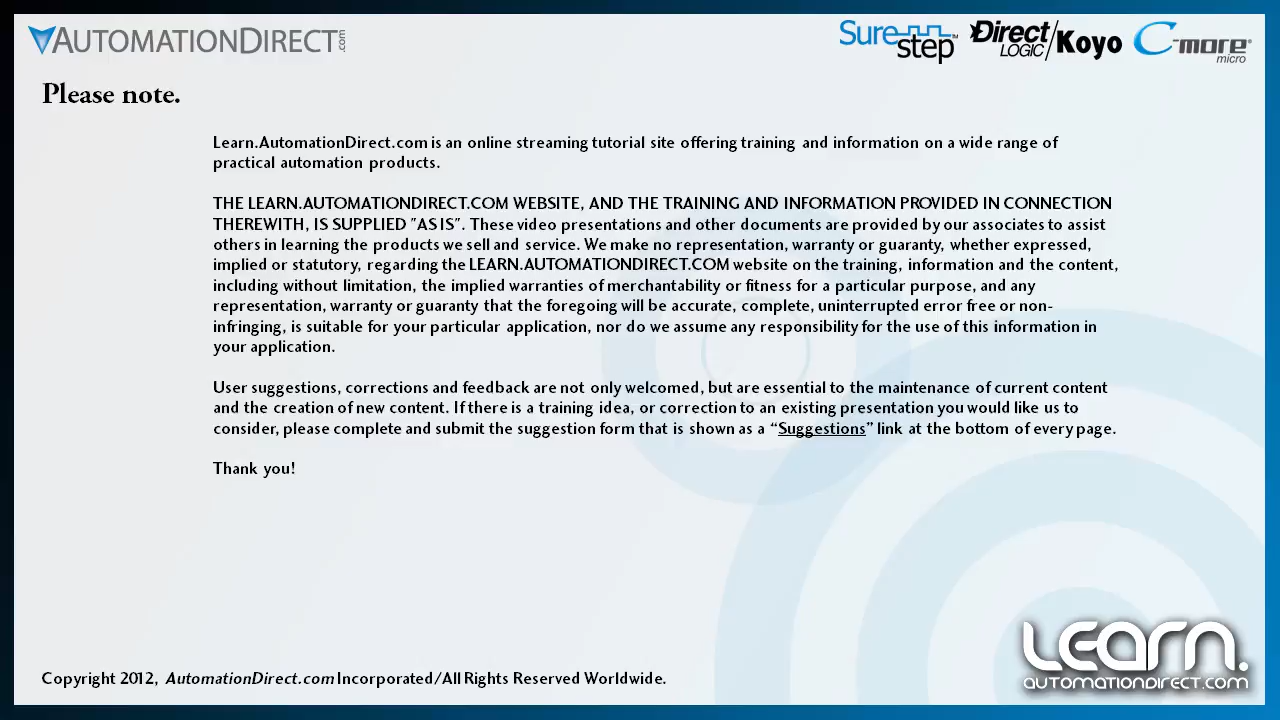 AUTOMATIONDIRECT.com
Sure step™ Direct LOGIC/Koyo C-more micro
Please note.
Learn.AutomationDirect.com is an online streaming tutorial site offering training and information on a wide range of
practical automation products.
THE LEARN.AUTOMATIONDIRECT.COM WEBSITE, AND THE TRAINING AND INFORMATION PROVIDED IN CONNECTION
THEREWITH, IS SUPPLIED "AS IS". These video presentations and other documents are provided by our associates to assist
others in learning the products we sell and service. We make no representation, warranty or guaranty, whether expressed,
implied or statutory, regarding the LEARN.AUTOMATIONDIRECT.COM website on the training, information and the content,
including without limitation, the implied warranties of merchantability or fitness for a particular purpose, and any
representation, warranty or guaranty that the foregoing will be accurate, complete, uninterrupted error free or non-
infringing, is suitable for your particular application, nor do we assume any responsibility for the use of this information in
your application.
User suggestions, corrections and feedback are not only welcomed, but are essential to the maintenance of current content
and the creation of new content. If there is a training idea, or correction to an existing presentation you would like us to
consider, please complete and submit the suggestion form that is shown as a “Suggestions” link at the bottom of every page.
Thank you!
Copyright 2012, AutomationDirect.com Incorporated/All Rights Reserved Worldwide.
LEARN.
AUTOMATIONDIRECT.COM